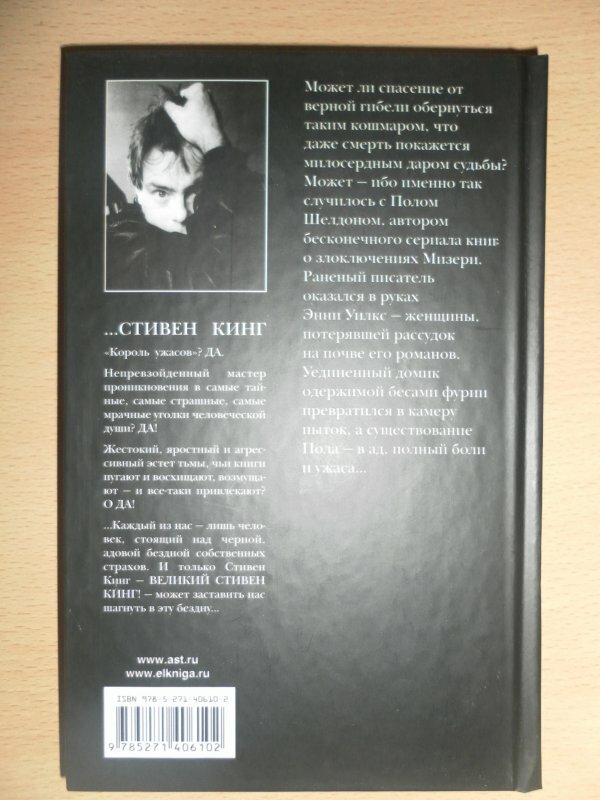 ...СТИВЕН КИНГ
«Король ужасов»? ДА.
Непревзойденный мастер
проникновения в самые тай-
ные, самые страшные, самые
мрачные уголки человеческой
души? ДА!
Жестокий, яростный и агрес-
сивный эстет тьмы, чьи книги
пугают и восхищают, возмуща-
ют – и все-таки привлекают?
О ДА!
...Каждый из нас – лишь чело-
век, стоящий над черной,
адовой бездной собственных
страхов. И только Стивен
Кинг – ВЕЛИКИЙ СТИВЕН
КИНГ! – может заставить нас
шагнуть в эту бездну...
www.ast.ru
www.elkniga.ru
ISBN 978-5-271-40610-2
9 785271 406102
Может ли спасение от
верной гибели обернуться
таким кошмаром, что
даже смерть покажется
милосердным даром судьбы?
Может – ибо именно так
случилось с Полом
Шелдоном, автором
бесконечного сериала книг
о злоключениях Мизери.
Раненый писатель
оказался в руках
Энни Уилкс – женщины,
потерявшей рассудок
на почве его романов.
Уединенный домик
одержимой бесами фурии
превратился в камеру
пыток, а существование
Пола – в ад, полный боли
и ужаса...